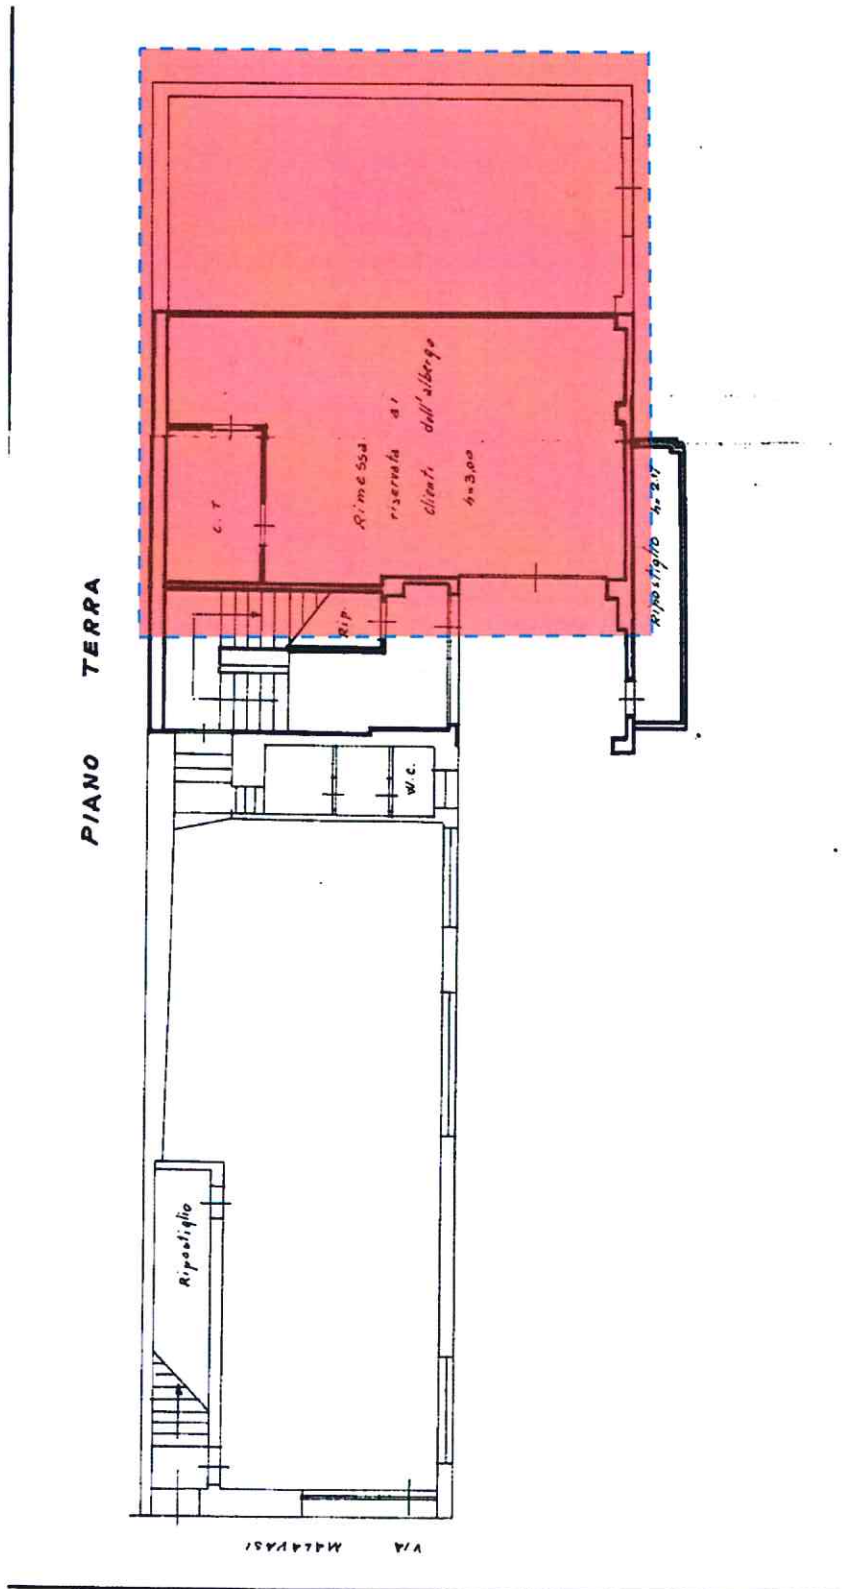 PIANO TERRA
C.T
Rimessa
riservata ai
clienti dell'albergo
h=3,00
Rip.
Ripostiglio h= 2.17
W.C.
Ripostiglio
VIA MALAVASI